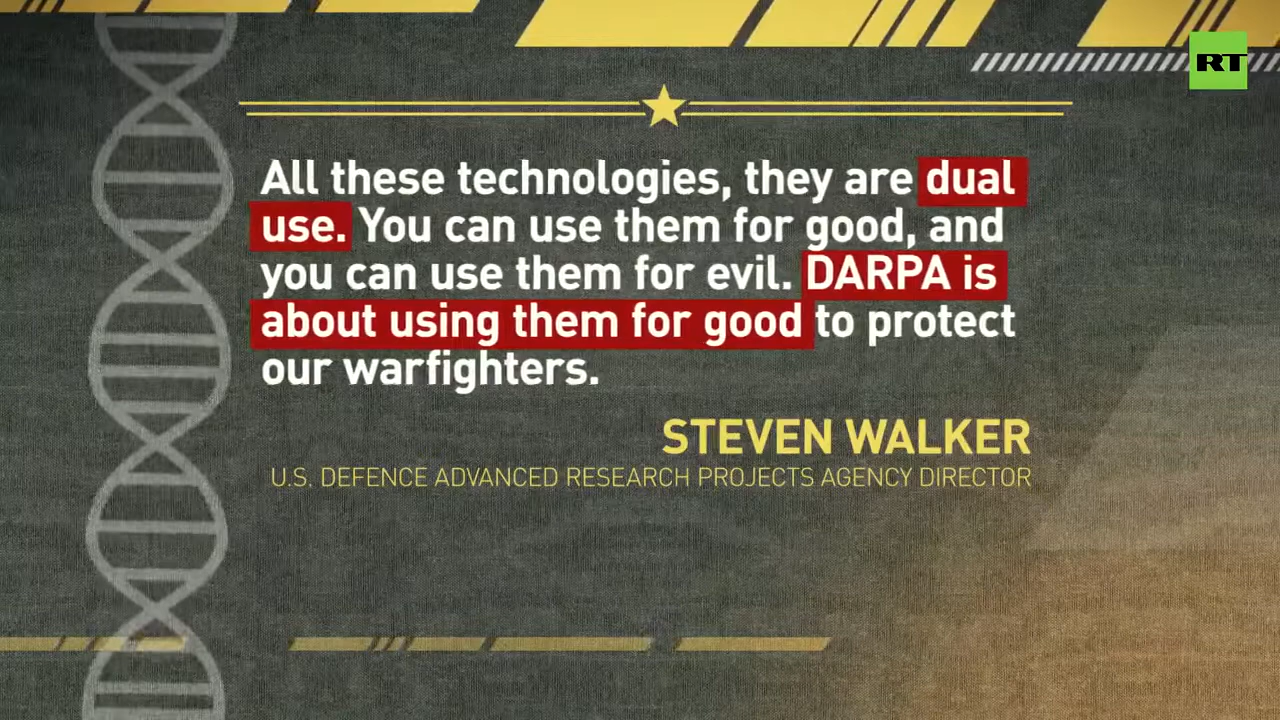 RT
All these technologies, they are dual
use. You can use them for good, and
you can use them for evil. DARPA is
about using them for good to protect
our warfighters.
STEVEN WALKER
U.S. DEFENCE ADVANCED RESEARCH PROJECTS AGENCY DIRECTOR